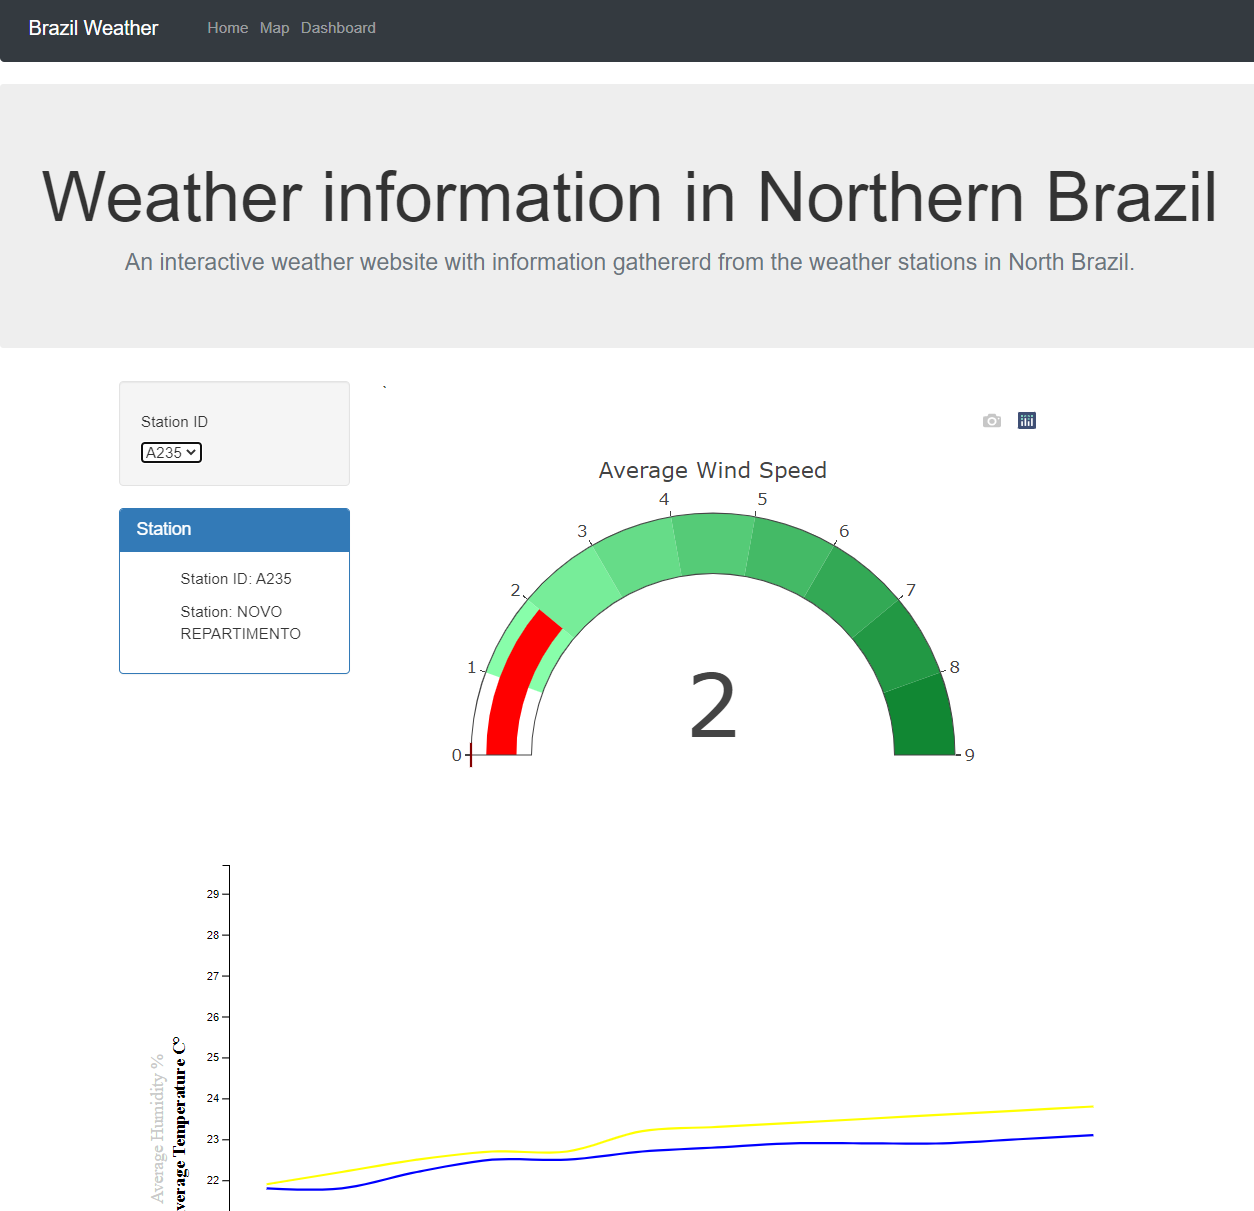 Brazil Weather Home Map Dashboard
Weather information in Northern Brazil
An interactive weather website with information gathererd from the weather stations in North Brazil.
Station ID
A235
Station
Station ID: A235
Station: NOVO
REPARTIMENTO
`
Average Wind Speed
0
1
2
3
4
5
6
7
8
9
2
29
28
27
26
25
24
23
22
Average Humidity %
verage Temperature C°